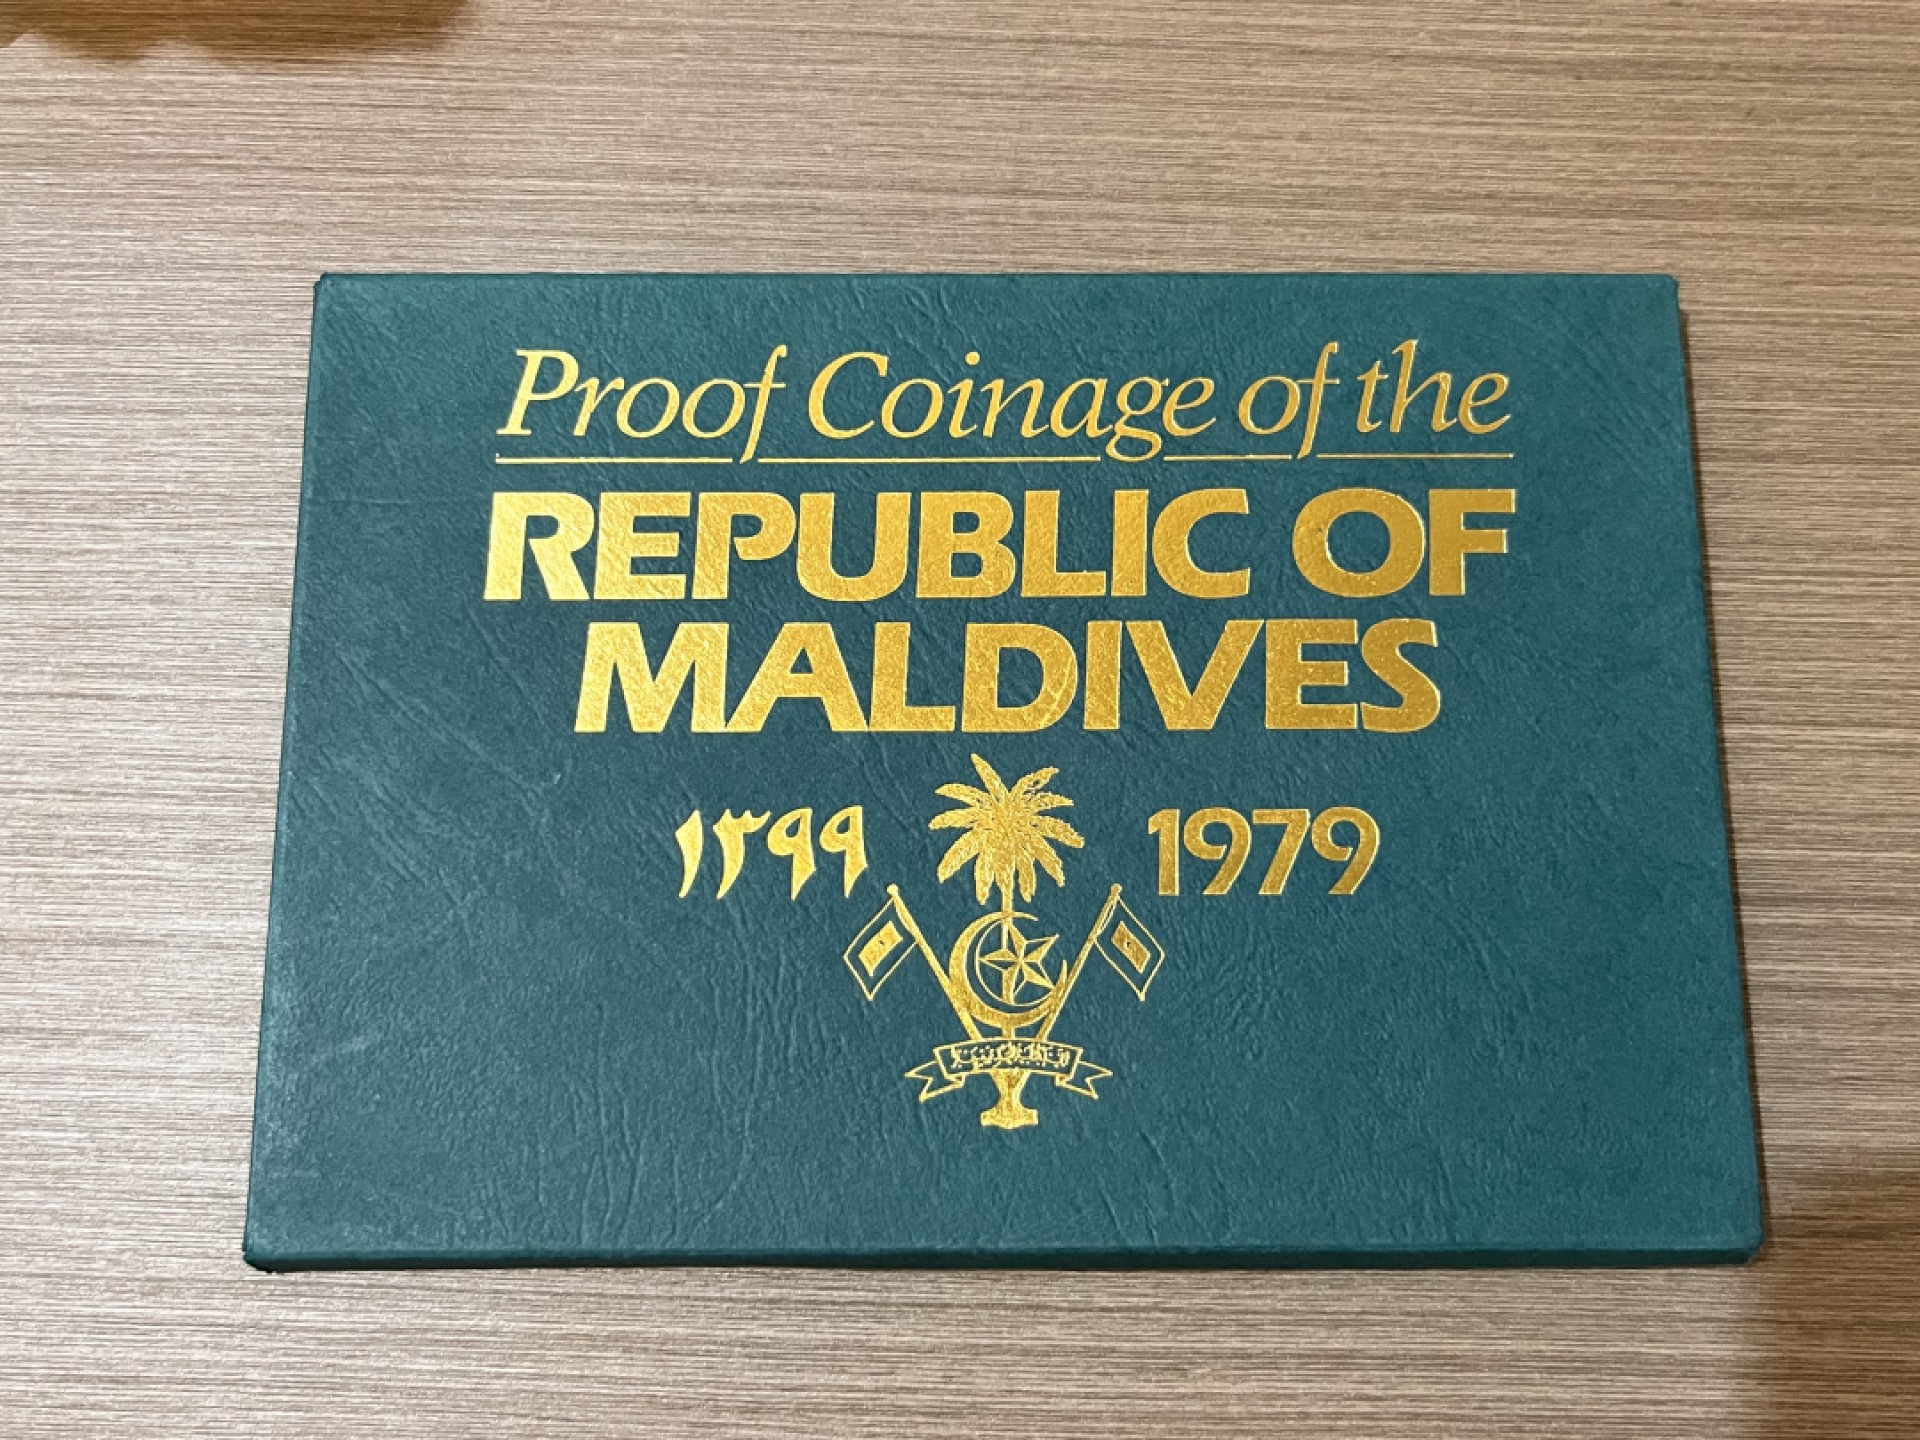 Proof Coinage of the
REPUBLIC OF
MALDIVES
١٣٩٩ 1979